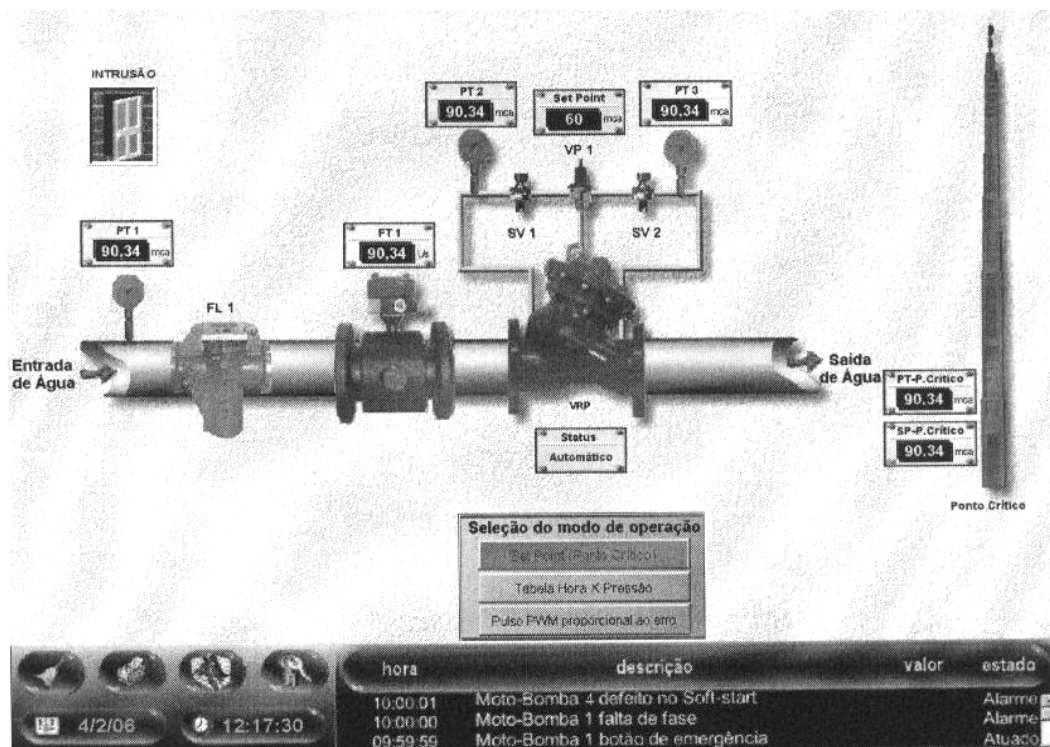 INTRUSÃO
PT 2
90,34 mca
Set Point
60 mca
PT 3
90,34 mca
VP 1
SV 1
SV 2
PT 1
90,34 mca
FT 1
90,34 l/s
FL 1
Entrada
de Água
Saída
de Água
VRP
Status
Automático
PT-P.Crítico
90,34 mca
SP-P.Crítico
90,34 mca
Ponto Crítico
Seleção do modo de operação
Set Point (Ponto Crítico)
Tabela Hora X Pressão
Pulso PWM proporcional ao erro
hora descrição valor estado
10:00:01 Moto-Bomba 4 defeito no Soft-start Alarme
10:00:00 Moto-Bomba 1 falta de fase Alarme
09:59:59 Moto-Bomba 1 botão de emergência Atuado
4/2/06
12:17:30